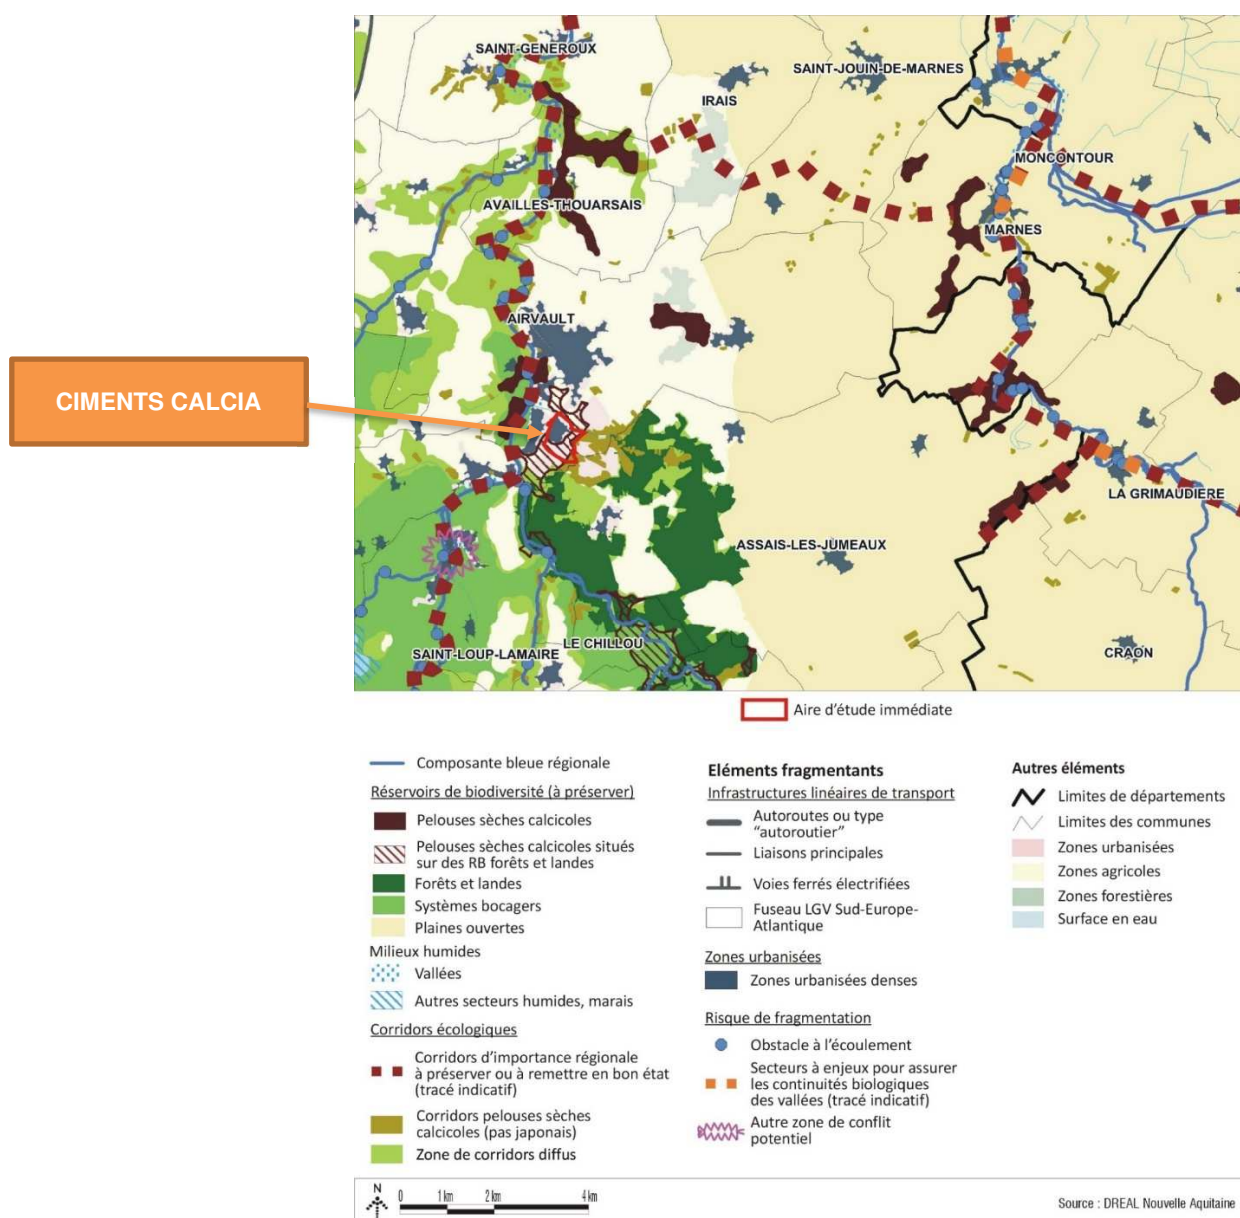 SAINT-GENEROUX
SAINT-JOUIN-DE-MARNES
IRAIS
MONCONTOUR
AVAILLES-THOUARSAIS
MARNES
AIRVAULT
CIMENTS CALCIA
LA GRIMAUDIERE
ASSAIS-LES-JUMEAUX
LE CHILLOU
SAINT-LOUP-LAMAIRE
CRAON
Aire d'étude immédiate
Composante bleue régionale
Réservoirs de biodiversité (à préserver)
Pelouses sèches calcicoles
Pelouses sèches calcicoles situés
sur des RB forêts et landes
Forêts et landes
Systèmes bocagers
Plaines ouvertes
Milieux humides
Vallées
Autres secteurs humides, marais
Corridors écologiques
Corridors d'importance régionale
à préserver ou à remettre en bon état
(tracé indicatif)
Corridors pelouses sèches
calcicoles (pas japonais)
Zone de corridors diffus
Eléments fragmentants
Infrastructures linéaires de transport
Autoroutes ou type
"autoroutier"
Liaisons principales
Voies ferrés électrifiées
Fuseau LGV Sud-Europe-
Atlantique
Zones urbanisées
Zones urbanisées denses
Risque de fragmentation
Obstacle à l'écoulement
Secteurs à enjeux pour assurer
les continuités biologiques
des vallées (tracé indicatif)
Autre zone de conflit
potentiel
Autres éléments
Limites de départements
Limites des communes
Zones urbanisées
Zones agricoles
Zones forestières
Surface en eau
N
0 1 km 2 km 4 km
Source : DREAL Nouvelle Aquitaine